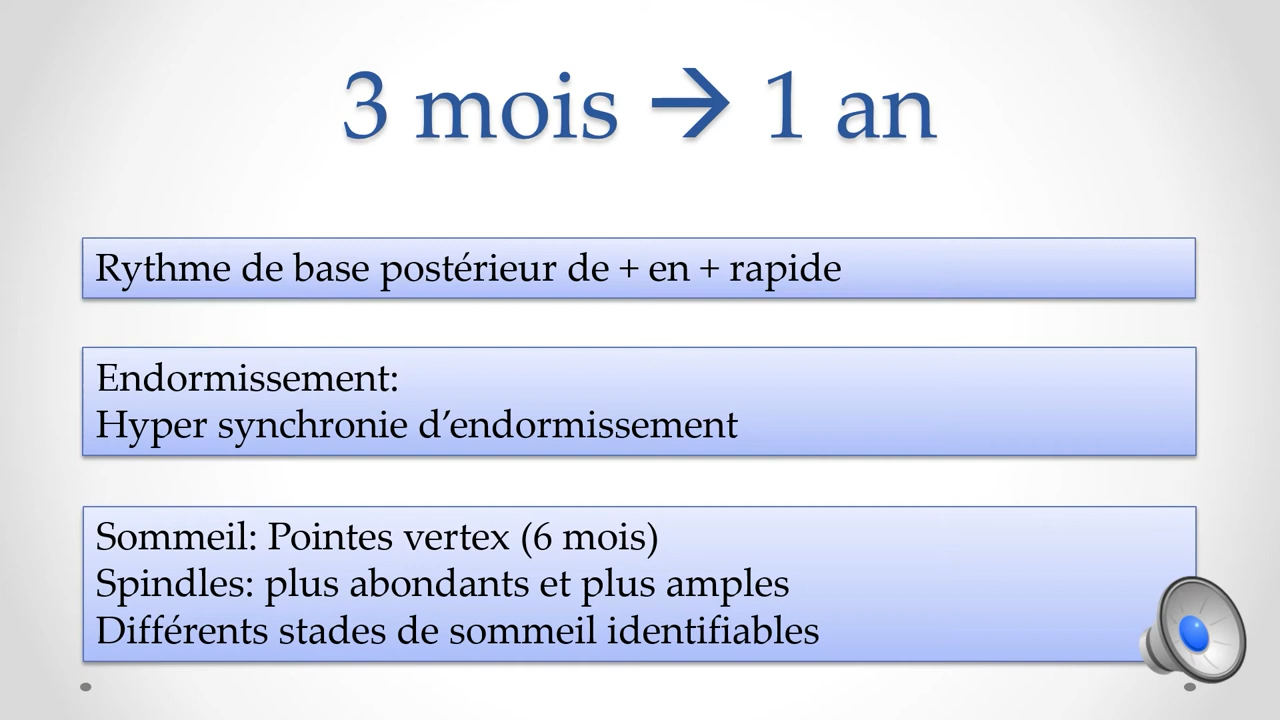 3 mois → 1 an
Rythme de base postérieur de + en + rapide
Endormissement:
Hyper synchronie d’endormissement
Sommeil: Pointes vertex (6 mois)
Spindles: plus abondants et plus amples
Différents stades de sommeil identifiables